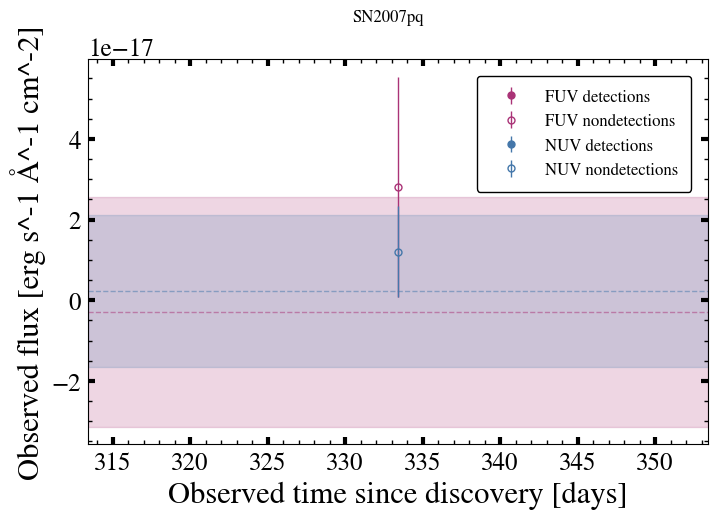 SN2007pq
1e−17
Observed flux [erg s^-1 Å^-1 cm^-2]
4
2
0
−2
FUV detections
FUV nondetections
NUV detections
NUV nondetections
315 320 325 330 335 340 345 350
Observed time since discovery [days]